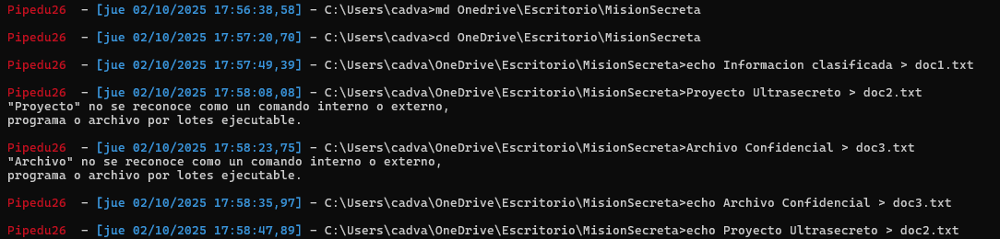 Pipedu26  - [jue 02/10/2025 17:56:38,58] - C:\Users\cadva>md Onedrive\Escritorio\MisionSecreta
Pipedu26  - [jue 02/10/2025 17:57:20,70] - C:\Users\cadva>cd OneDrive\Escritorio\MisionSecreta
Pipedu26  - [jue 02/10/2025 17:57:49,39] - C:\Users\cadva\OneDrive\Escritorio\MisionSecreta>echo Informacion clasificada > doc1.txt
Pipedu26  - [jue 02/10/2025 17:58:08,08] - C:\Users\cadva\OneDrive\Escritorio\MisionSecreta>Proyecto Ultrasecreto > doc2.txt
"Proyecto" no se reconoce como un comando interno o externo,
programa o archivo por lotes ejecutable.
Pipedu26  - [jue 02/10/2025 17:58:23,75] - C:\Users\cadva\OneDrive\Escritorio\MisionSecreta>Archivo Confidencial > doc3.txt
"Archivo" no se reconoce como un comando interno o externo,
programa o archivo por lotes ejecutable.
Pipedu26  - [jue 02/10/2025 17:58:35,97] - C:\Users\cadva\OneDrive\Escritorio\MisionSecreta>echo Archivo Confidencial > doc3.txt
Pipedu26  - [jue 02/10/2025 17:58:47,89] - C:\Users\cadva\OneDrive\Escritorio\MisionSecreta>echo Proyecto Ultrasecreto > doc2.txt